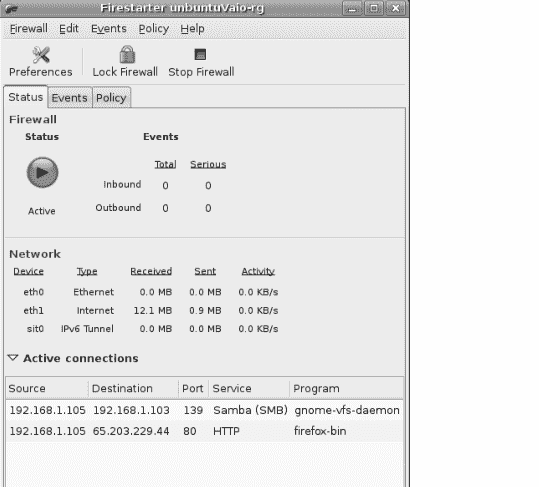 Firestarter unbuntuVaio-rg
Firewall Edit Events Policy Help
Preferences Lock Firewall Stop Firewall
Status Events Policy
Firewall
Status Events
Total Serious
Inbound 0 0
Outbound 0 0
Active
Network
Device Type Received Sent Activity
eth0 Ethernet 0.0 MB 0.0 MB 0.0 KB/s
eth1 Internet 12.1 MB 0.9 MB 0.0 KB/s
sit0 IPv6 Tunnel 0.0 MB 0.0 MB 0.0 KB/s
Active connections
Source Destination Port Service Program
192.168.1.105 192.168.1.103 139 Samba (SMB) gnome-vfs-daemon
192.168.1.105 65.203.229.44 80 HTTP firefox-bin